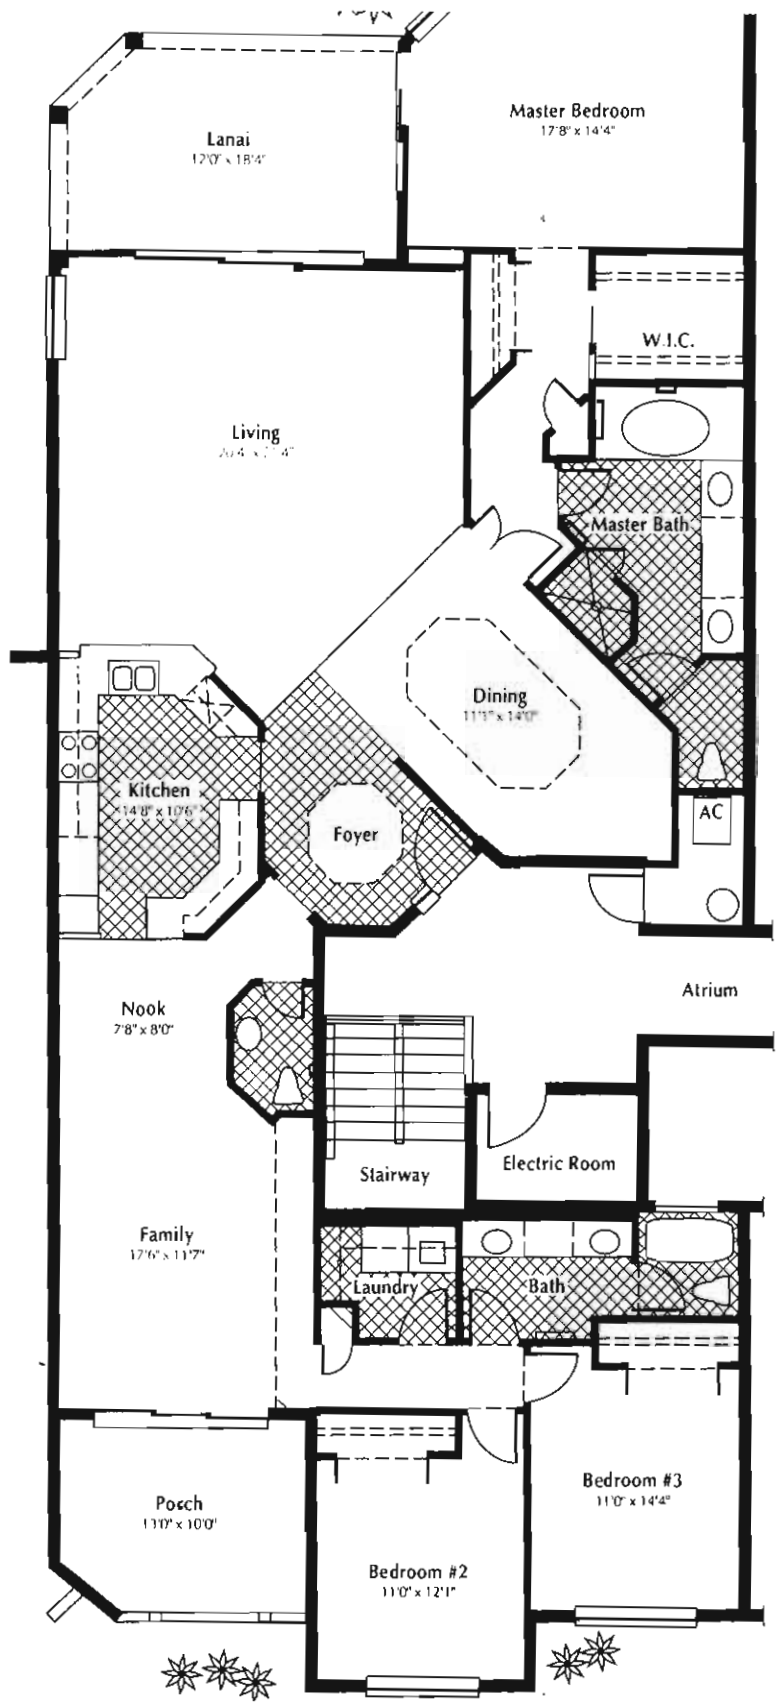 Master Bedroom
17'8" x 14'4"
Lanai
12'0" x 18'4"
W.I.C.
Living
Master Bath
Dining
11'1" x 14'0"
Kitchen
14'8" x 10'6"
AC
Foyer
Atrium
Nook
7'8" x 8'0"
Electric Room
Stairway
Family
17'6" x 11'7"
Laundry
Bath
Bedroom #3
11'0" x 14'4"
Porch
13'0" x 10'0"
Bedroom #2
11'0" x 12'1"